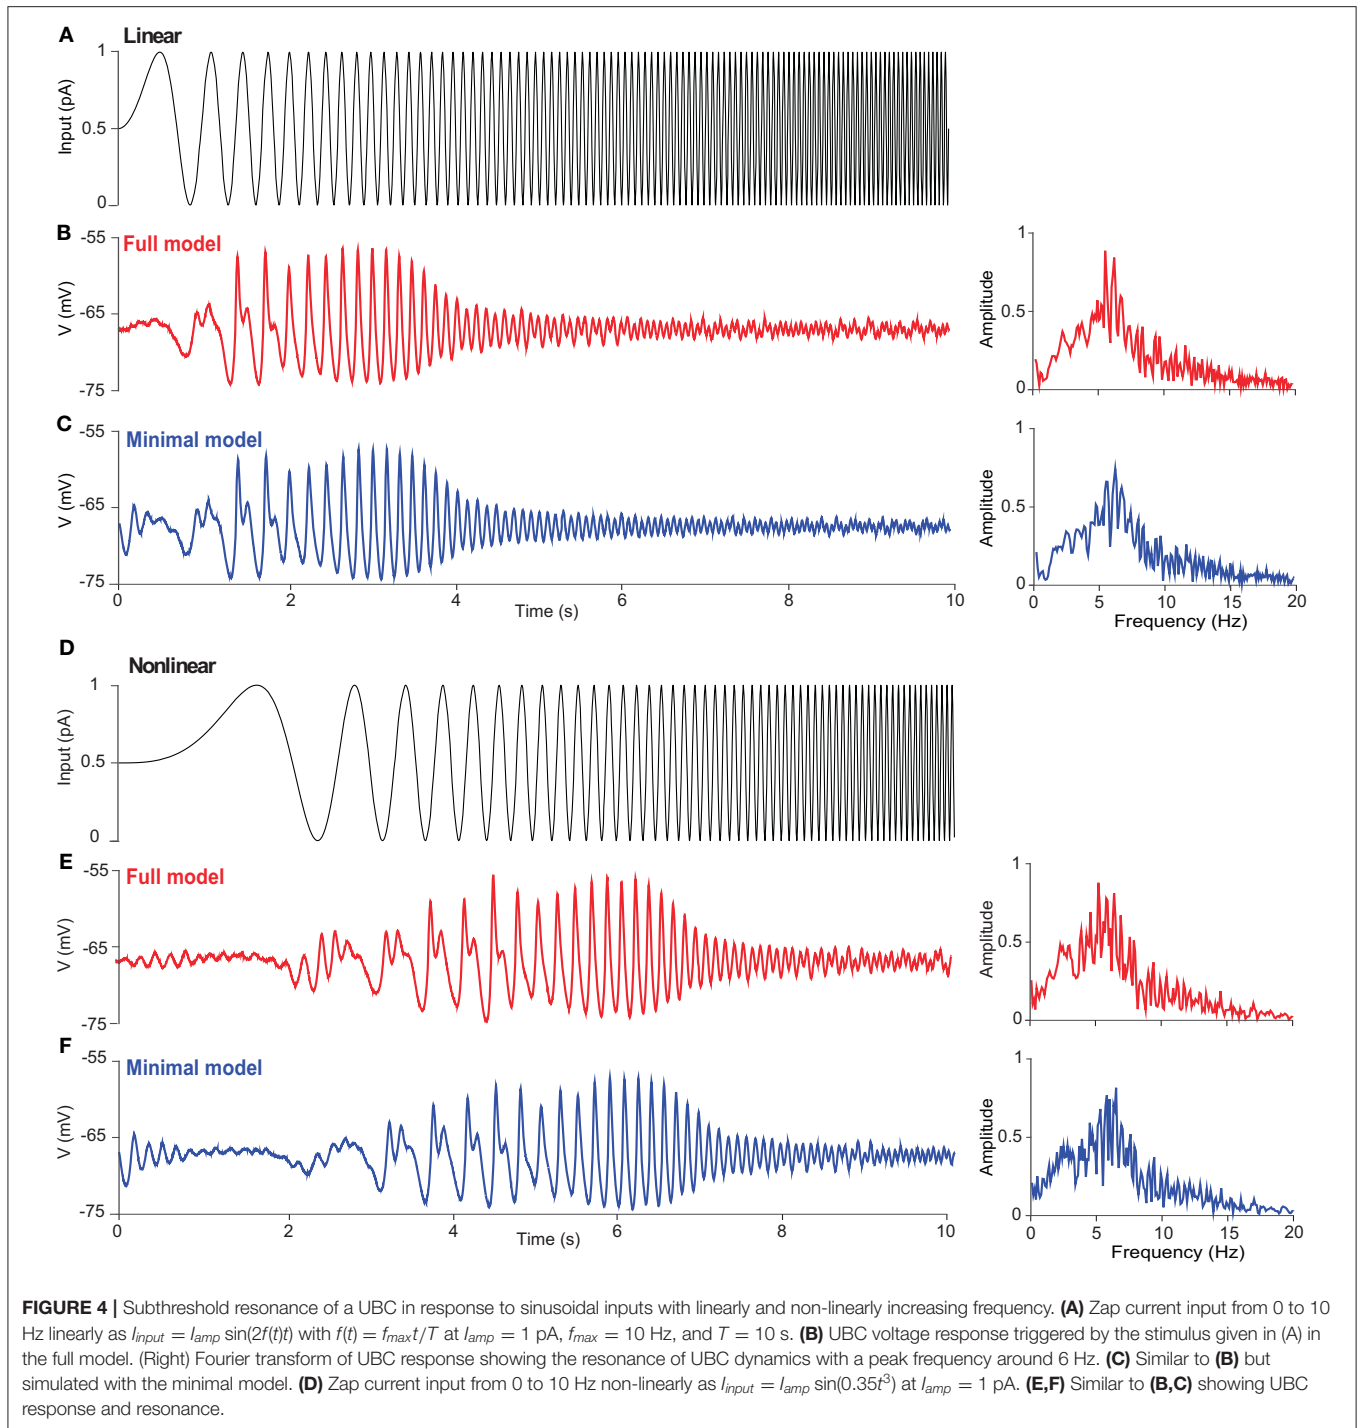 A
Linear
1
0.5
0
Input (pA)
B
Full model
-55
-65
-75
V (mV)
1
0.5
0
Amplitude
C
Minimal model
-55
-65
-75
V (mV)
0 2 4 6 8 10
Time (s)
1
0.5
0
Amplitude
0 5 10 15 20
Frequency (Hz)
D
Nonlinear
1
0.5
0
Input (pA)
E
Full model
-55
-65
-75
V (mV)
1
0.5
0
Amplitude
F
Minimal model
-55
-65
-75
V (mV)
0 2 4 6 8 10
Time (s)
1
0.5
0
Amplitude
0 5 10 15 20
Frequency (Hz)
FIGURE 4 | Subthreshold resonance of a UBC in response to sinusoidal inputs with linearly and non-linearly increasing frequency. (A) Zap current input from 0 to 10
Hz linearly as I_input = I_amp sin(2f(t)t) with f(t) = f_max t/T at I_amp = 1 pA, f_max = 10 Hz, and T = 10 s. (B) UBC voltage response triggered by the stimulus given in (A) in
the full model. (Right) Fourier transform of UBC response showing the resonance of UBC dynamics with a peak frequency around 6 Hz. (C) Similar to (B) but
simulated with the minimal model. (D) Zap current input from 0 to 10 Hz non-linearly as I_input = I_amp sin(0.35t³) at I_amp = 1 pA. (E,F) Similar to (B,C) showing UBC
response and resonance.